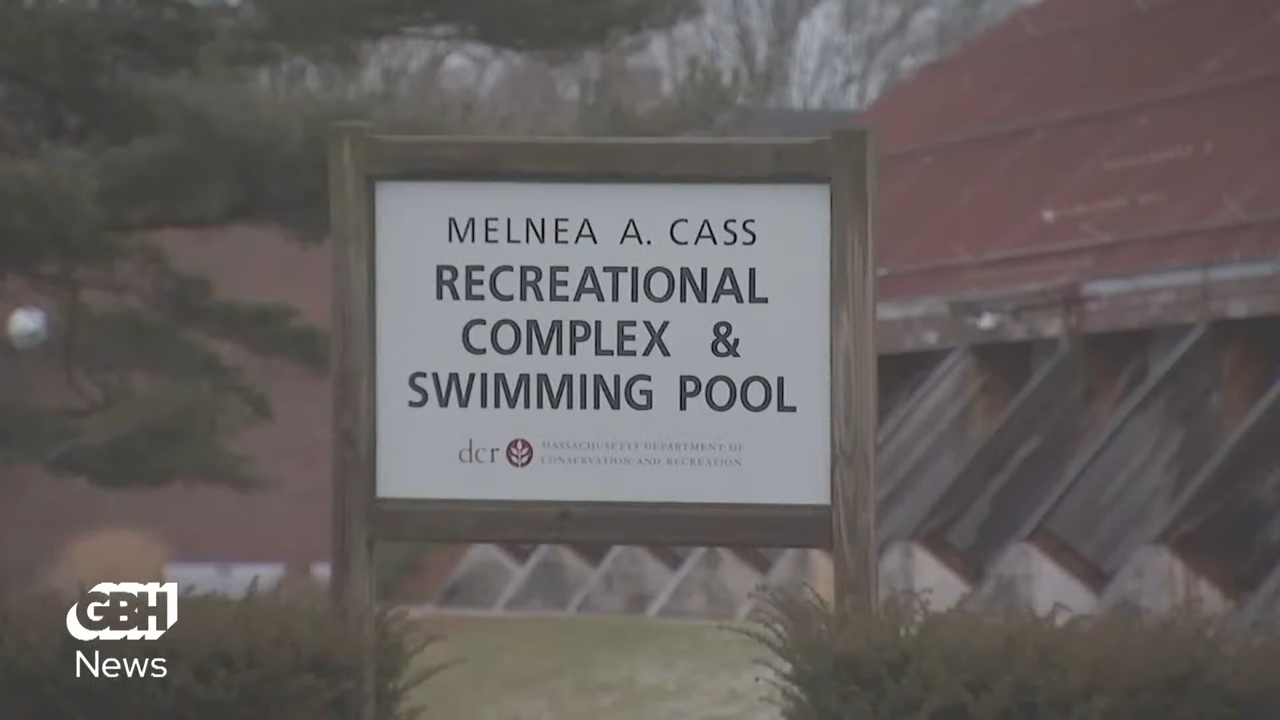 MELNEA A. CASS
RECREATIONAL
COMPLEX &
SWIMMING POOL
dcr MASSACHUSETTS DEPARTMENT OF
CONSERVATION AND RECREATION
GBH
News